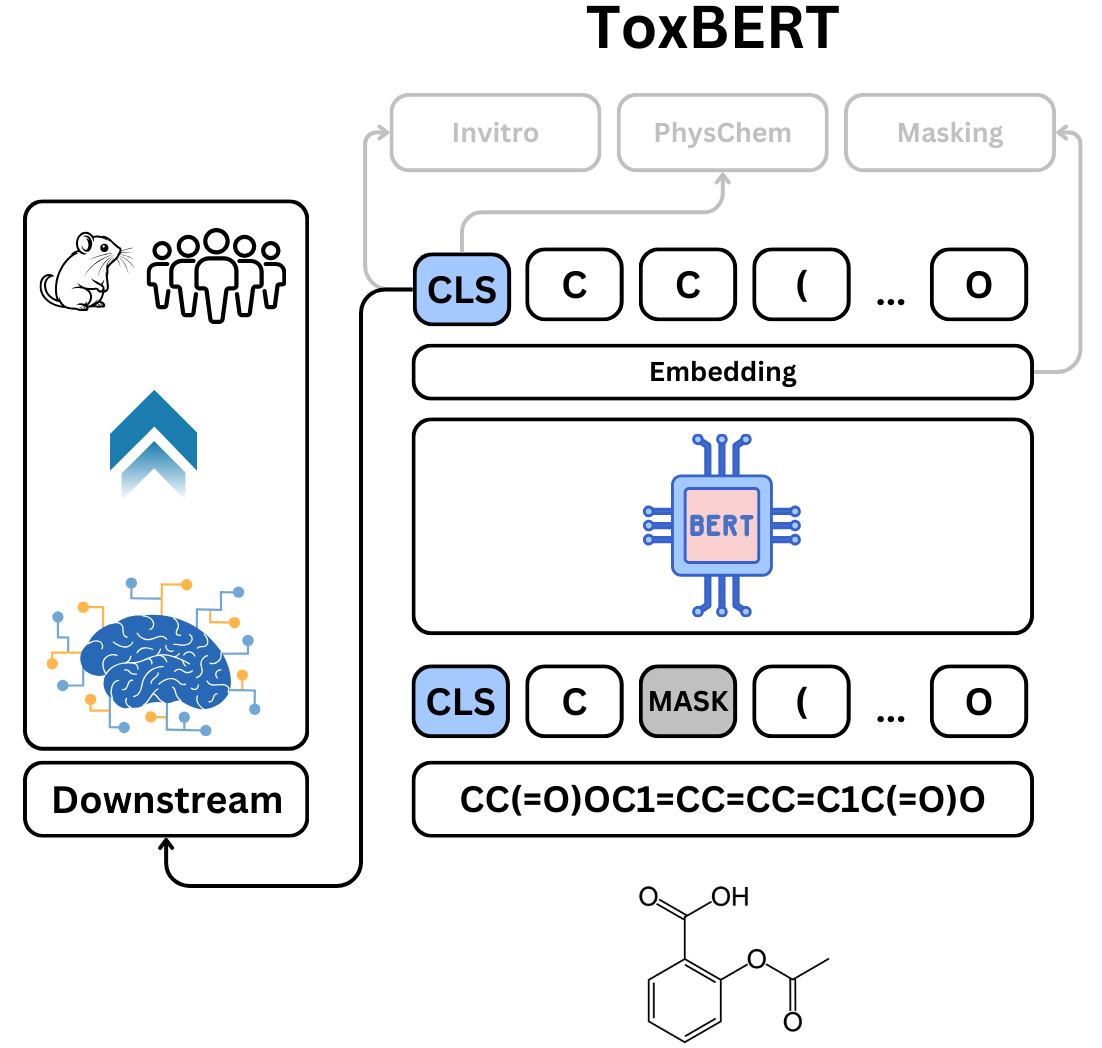 ToxBERT
Invitro PhysChem Masking
CLS C C ( ... O
Embedding
BERT
CLS C MASK ( ... O
Downstream
CC(=O)OC1=CC=CC=C1C(=O)O
O OH
O
O